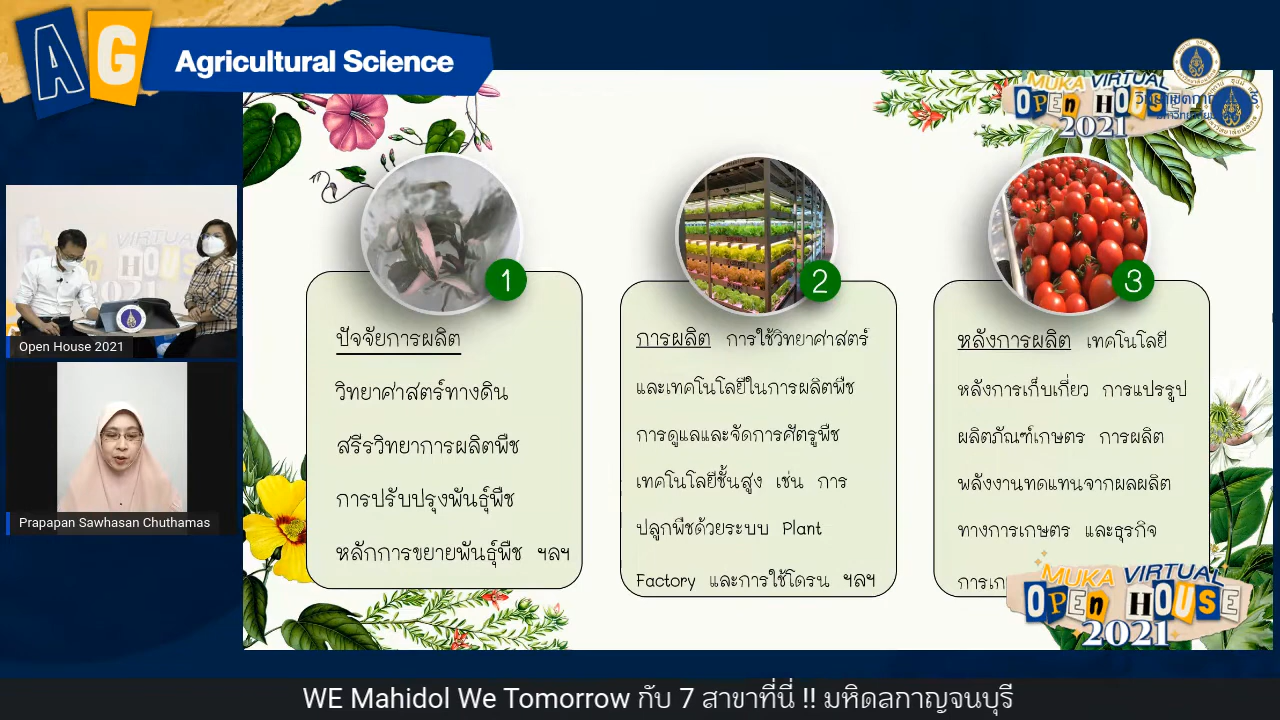 AG
Agricultural Science
MUKA VIRTUAL
OPEN HOUSE
2021
Open House 2021
Prapapan Sawhasan Chuthamas
1
ปัจจัยการผลิต
วิทยาศาสตร์ทางดิน
สรีรวิทยาการผลิตพืช
การปรับปรุงพันธุ์พืช
หลักการขยายพันธุ์พืช ฯลฯ
2
การผลิต การใช้วิทยาศาสตร์
และเทคโนโลยีในการผลิตพืช
การดูแลและจัดการศัตรูพืช
เทคโนโลยีชั้นสูง เช่น การ
ปลูกพืชด้วยระบบ Plant
Factory และการใช้โดรน ฯลฯ
3
หลังการผลิต เทคโนโลยี
หลังการเก็บเกี่ยว การแปรรูป
ผลิตภัณฑ์เกษตร การผลิต
พลังงานทดแทนจากผลผลิต
ทางการเกษตร และธุรกิจ
MUKA VIRTUAL
OPEN HOUSE
2021
WE Mahidol We Tomorrow กับ 7 สาขาที่นี่ !! มหิดลกาญจนบุรี